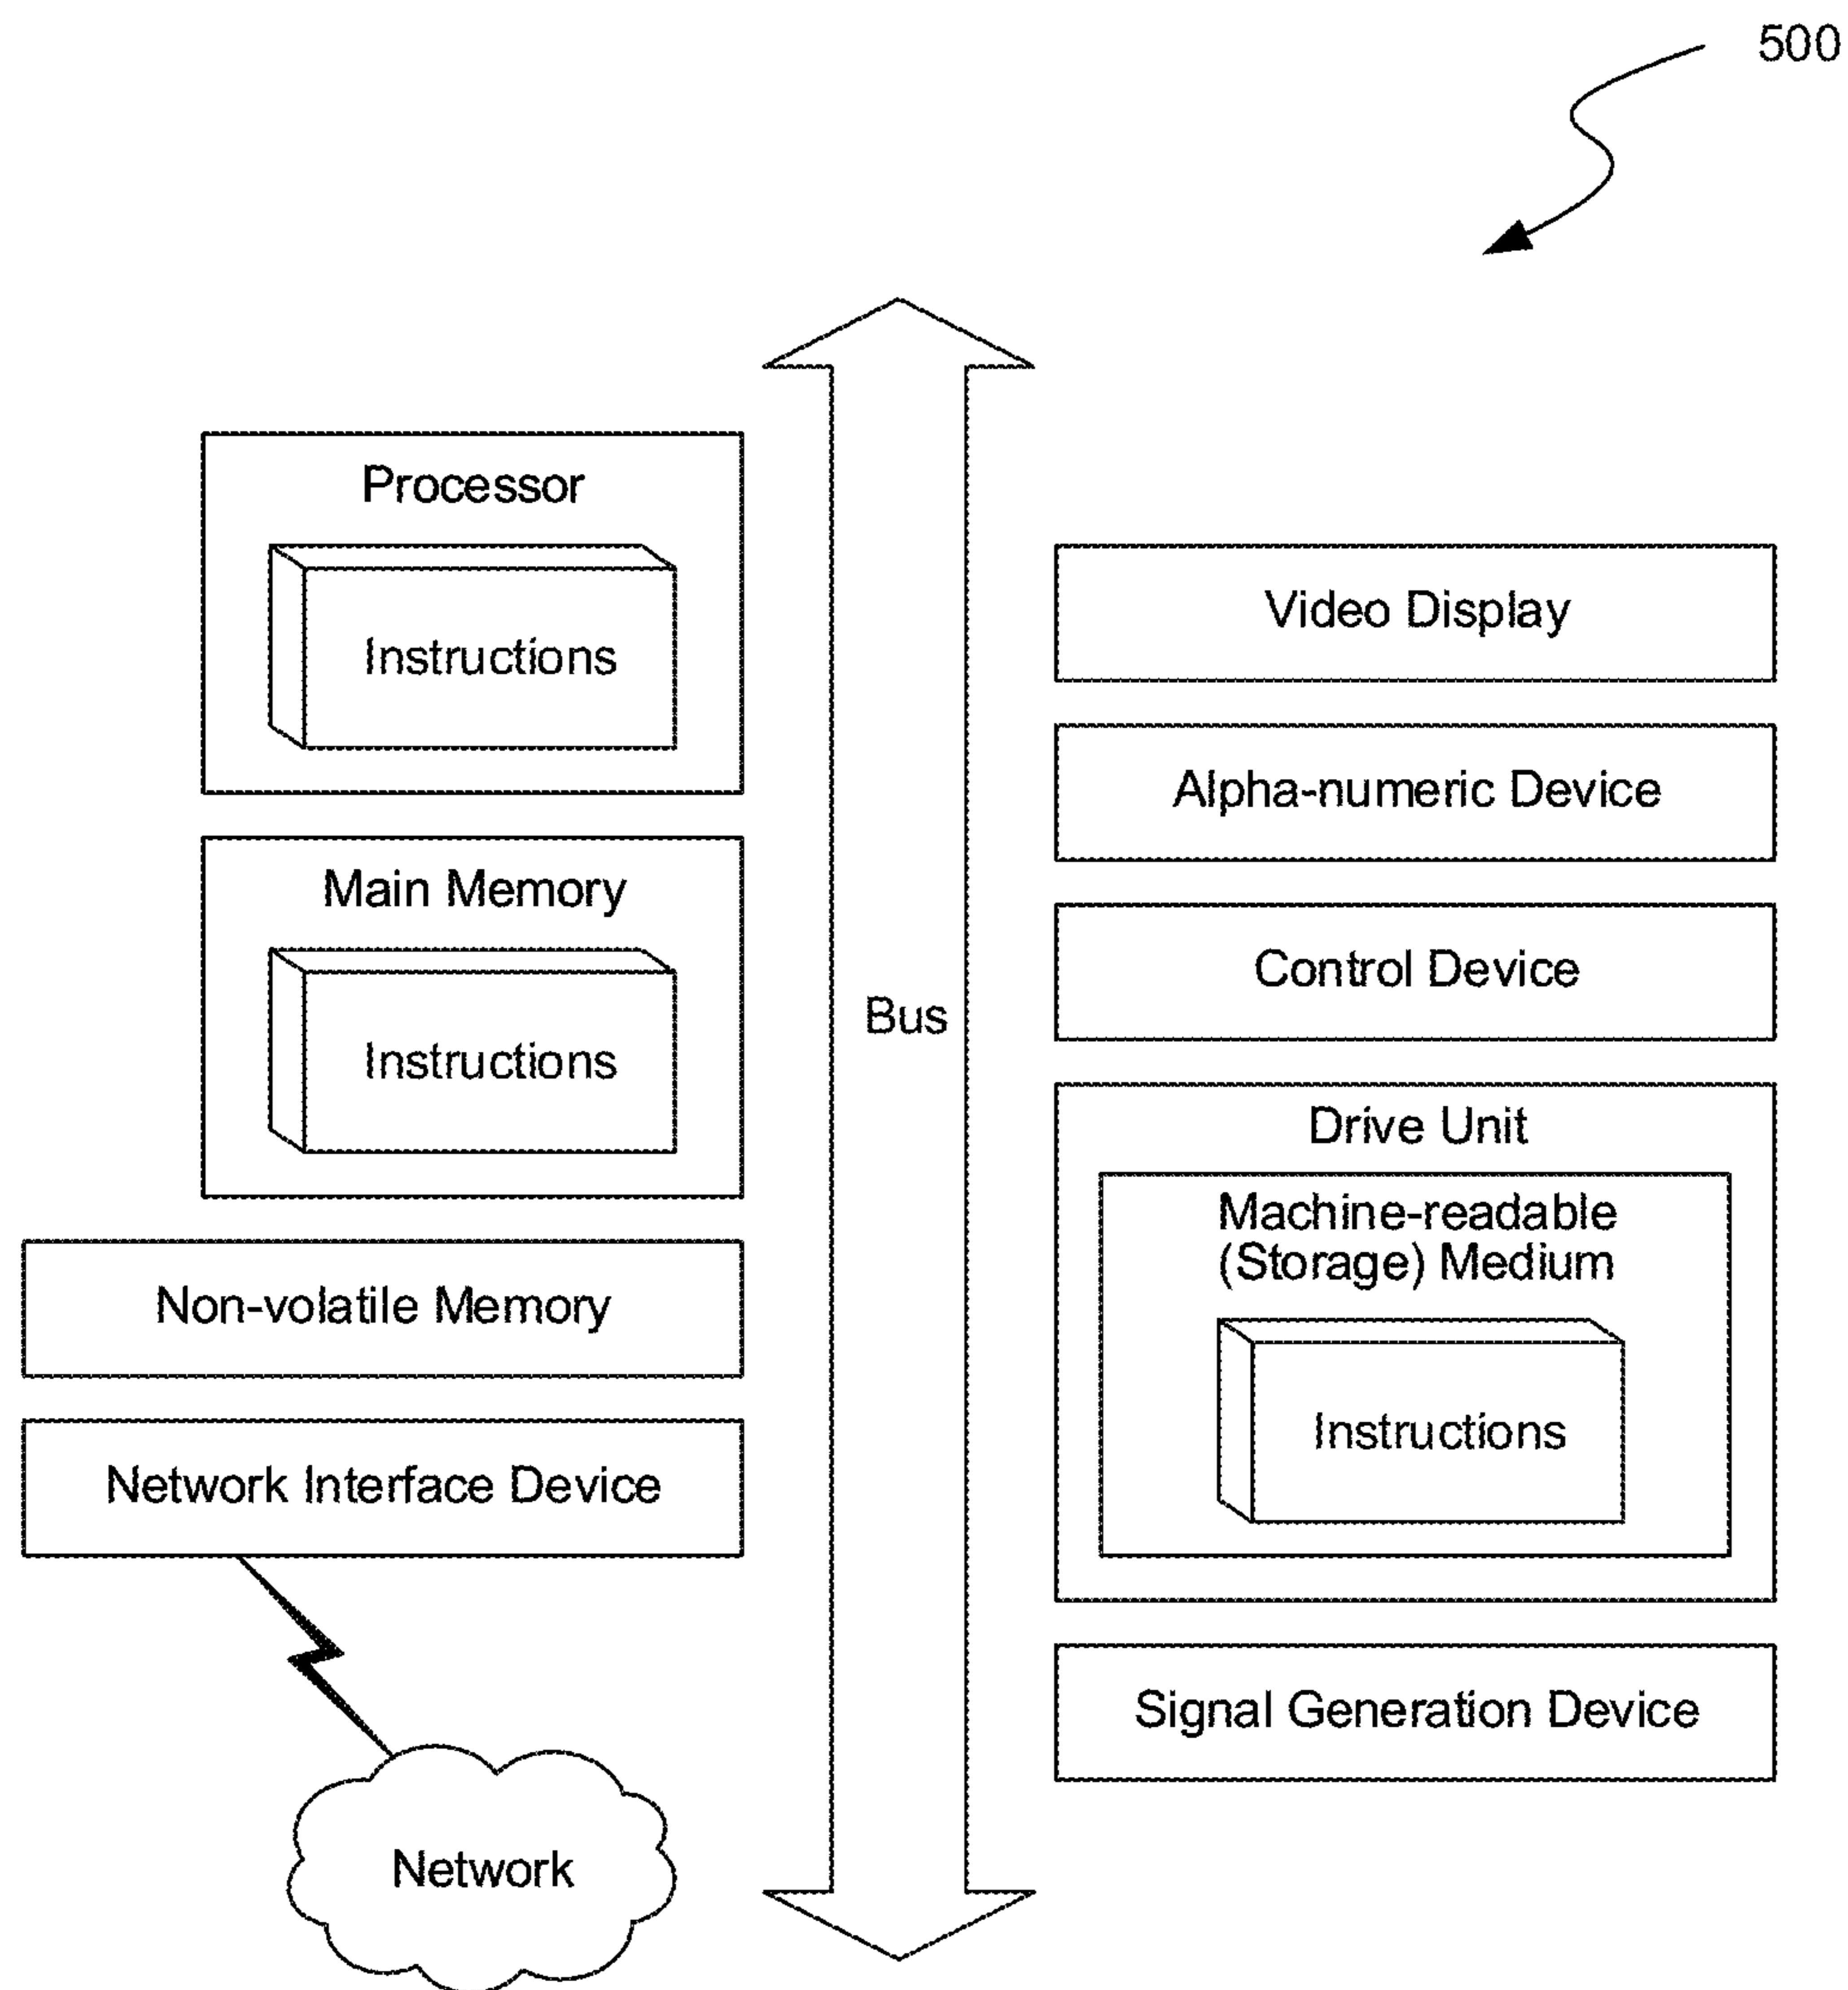 500
Processor
Instructions
Main Memory
Instructions
Non-volatile Memory
Network Interface Device
Network
Bus
Video Display
Alpha-numeric Device
Control Device
Drive Unit
Machine-readable
(Storage) Medium
Instructions
Signal Generation Device